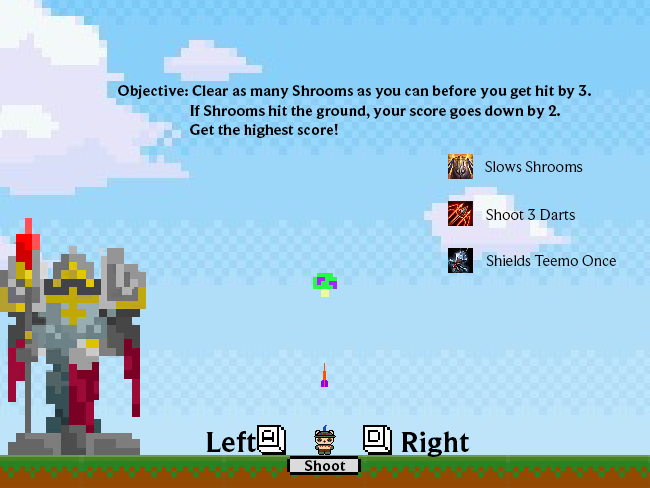 Objective: Clear as many Shrooms as you can before you get hit by 3.
If Shrooms hit the ground, your score goes down by 2.
Get the highest score!
Slows Shrooms
Shoot 3 Darts
Shields Teemo Once
Left A D Right
Shoot